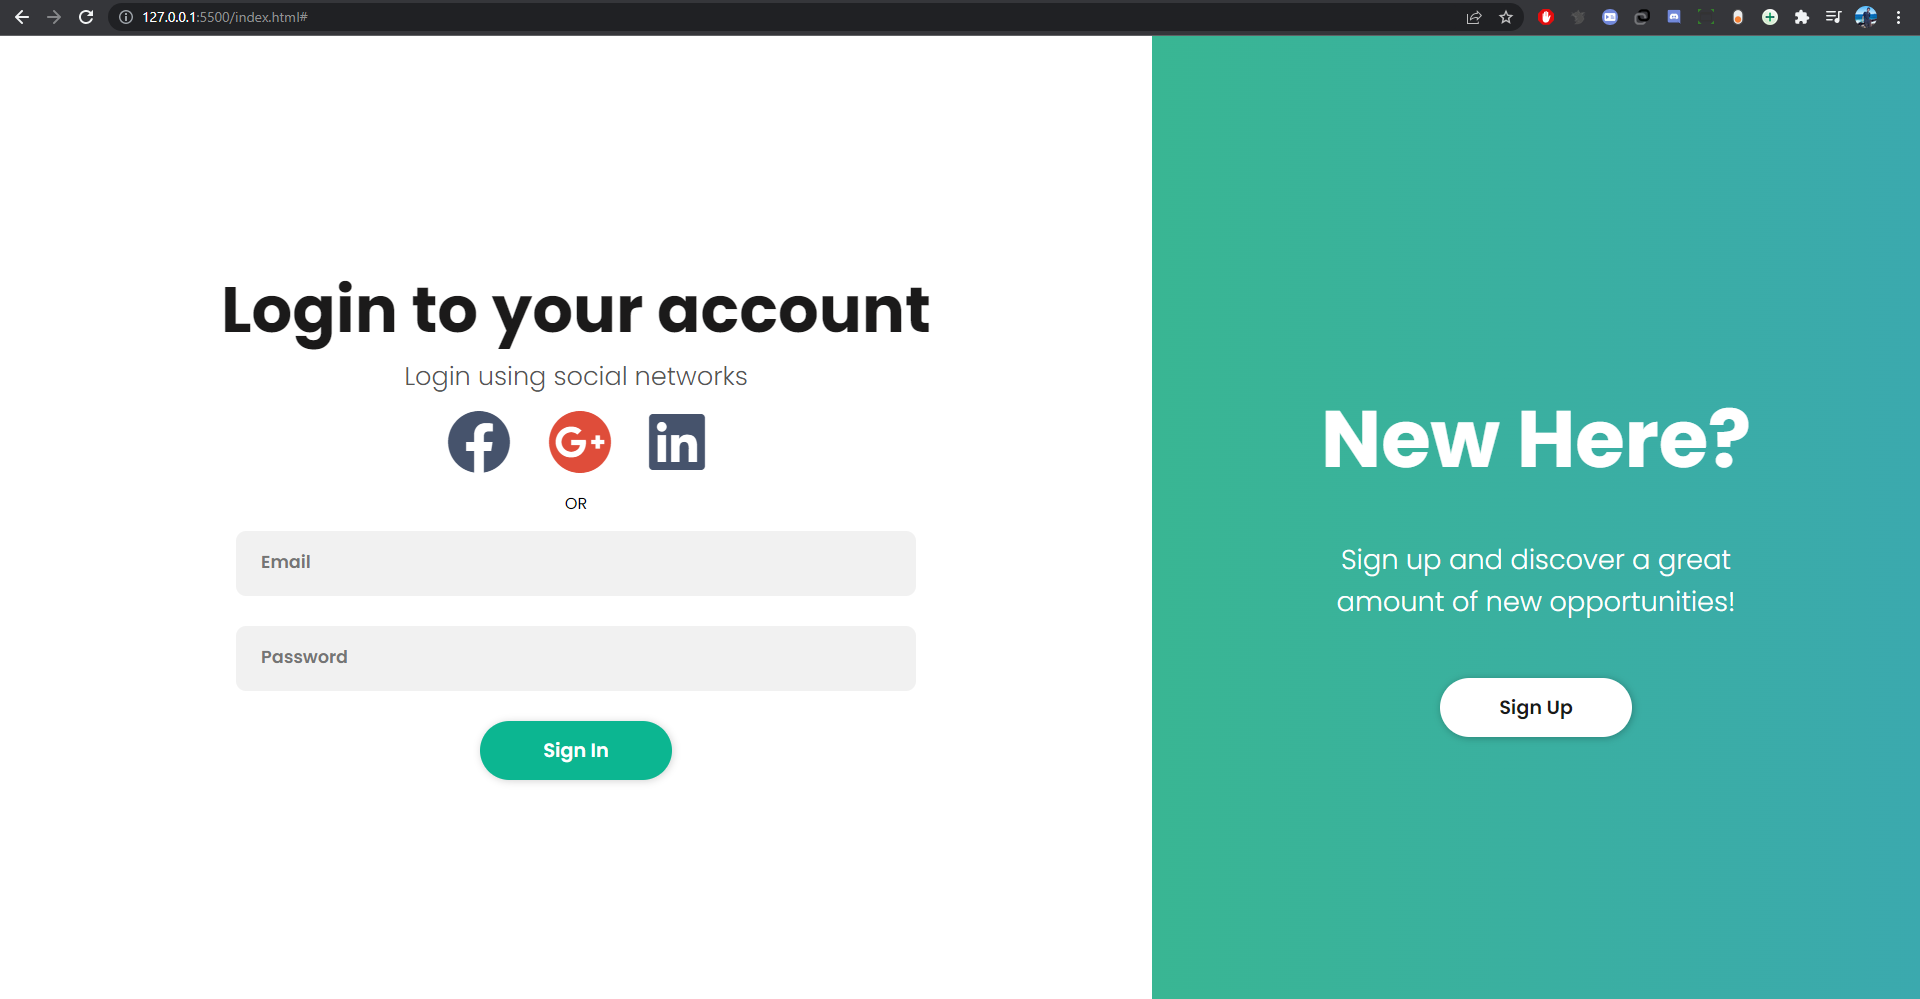 127.0.0.1:5500/index.html#
Login to your account
Login using social networks
f G+ in
OR
Email
Password
Sign In
New Here?
Sign up and discover a great
amount of new opportunities!
Sign Up